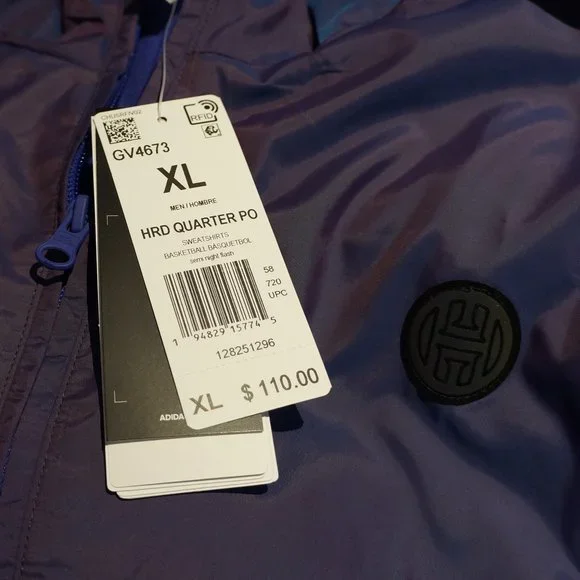 CHUSRFN02
RFID
GV4673
XL
MEN / HOMBRE
HRD QUARTER PO
SWEATSHIRTS
BASKETBALL BASQUETBOL
semi night flash
58
720
UPC
1 94829 15774 5
128251296
XL $ 110.00
ADIDA